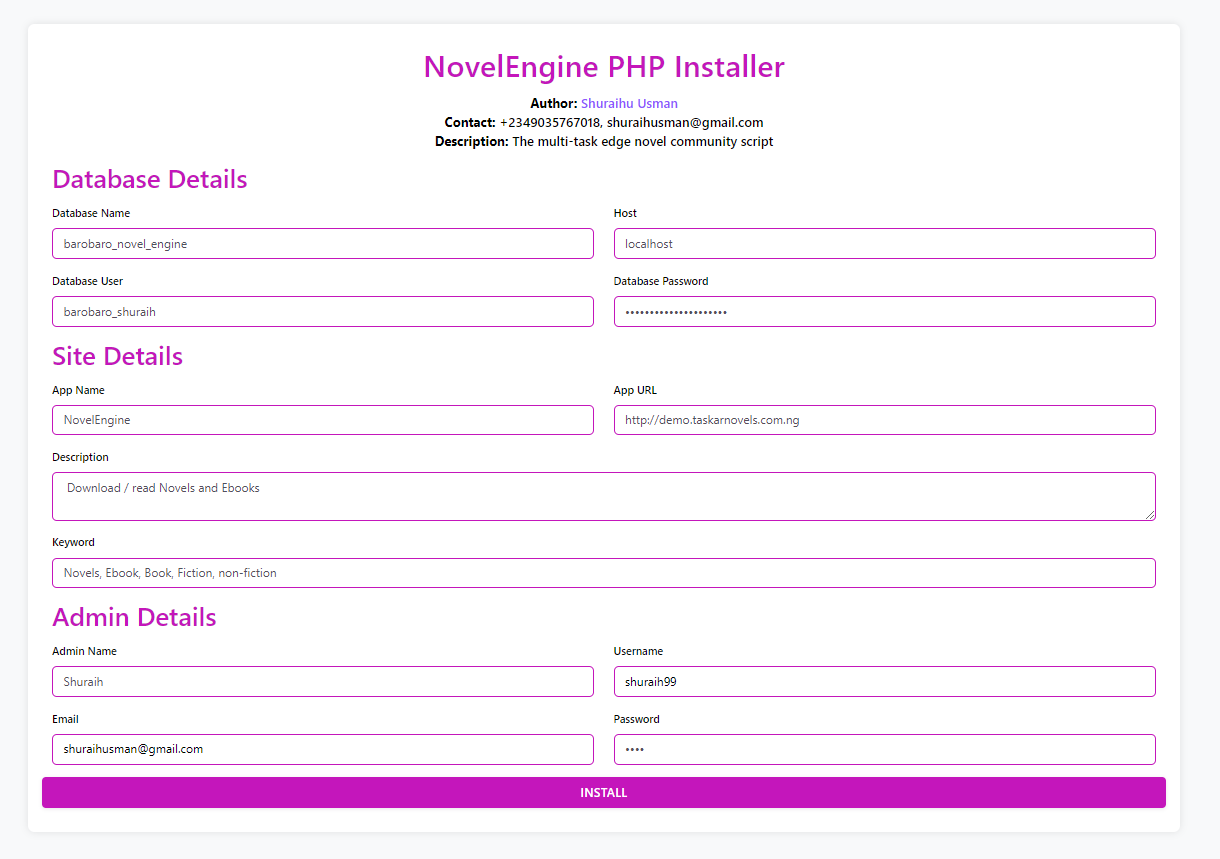 NovelEngine PHP Installer
Author: Shuraihu Usman
Contact: +2349035767018, shuraihusman@gmail.com
Description: The multi-task edge novel community script
Database Details
Database Name
Host
barobaro_novel_engine
localhost
Database User
Database Password
barobaro_shuraih
•••••••••••••••••••••
Site Details
App Name
App URL
NovelEngine
http://demo.taskarnovels.com.ng
Description
Download / read Novels and Ebooks
Keyword
Novels, Ebook, Book, Fiction, non-fiction
Admin Details
Admin Name
Username
Shuraih
shuraih99
Email
Password
shuraihusman@gmail.com
••••
INSTALL